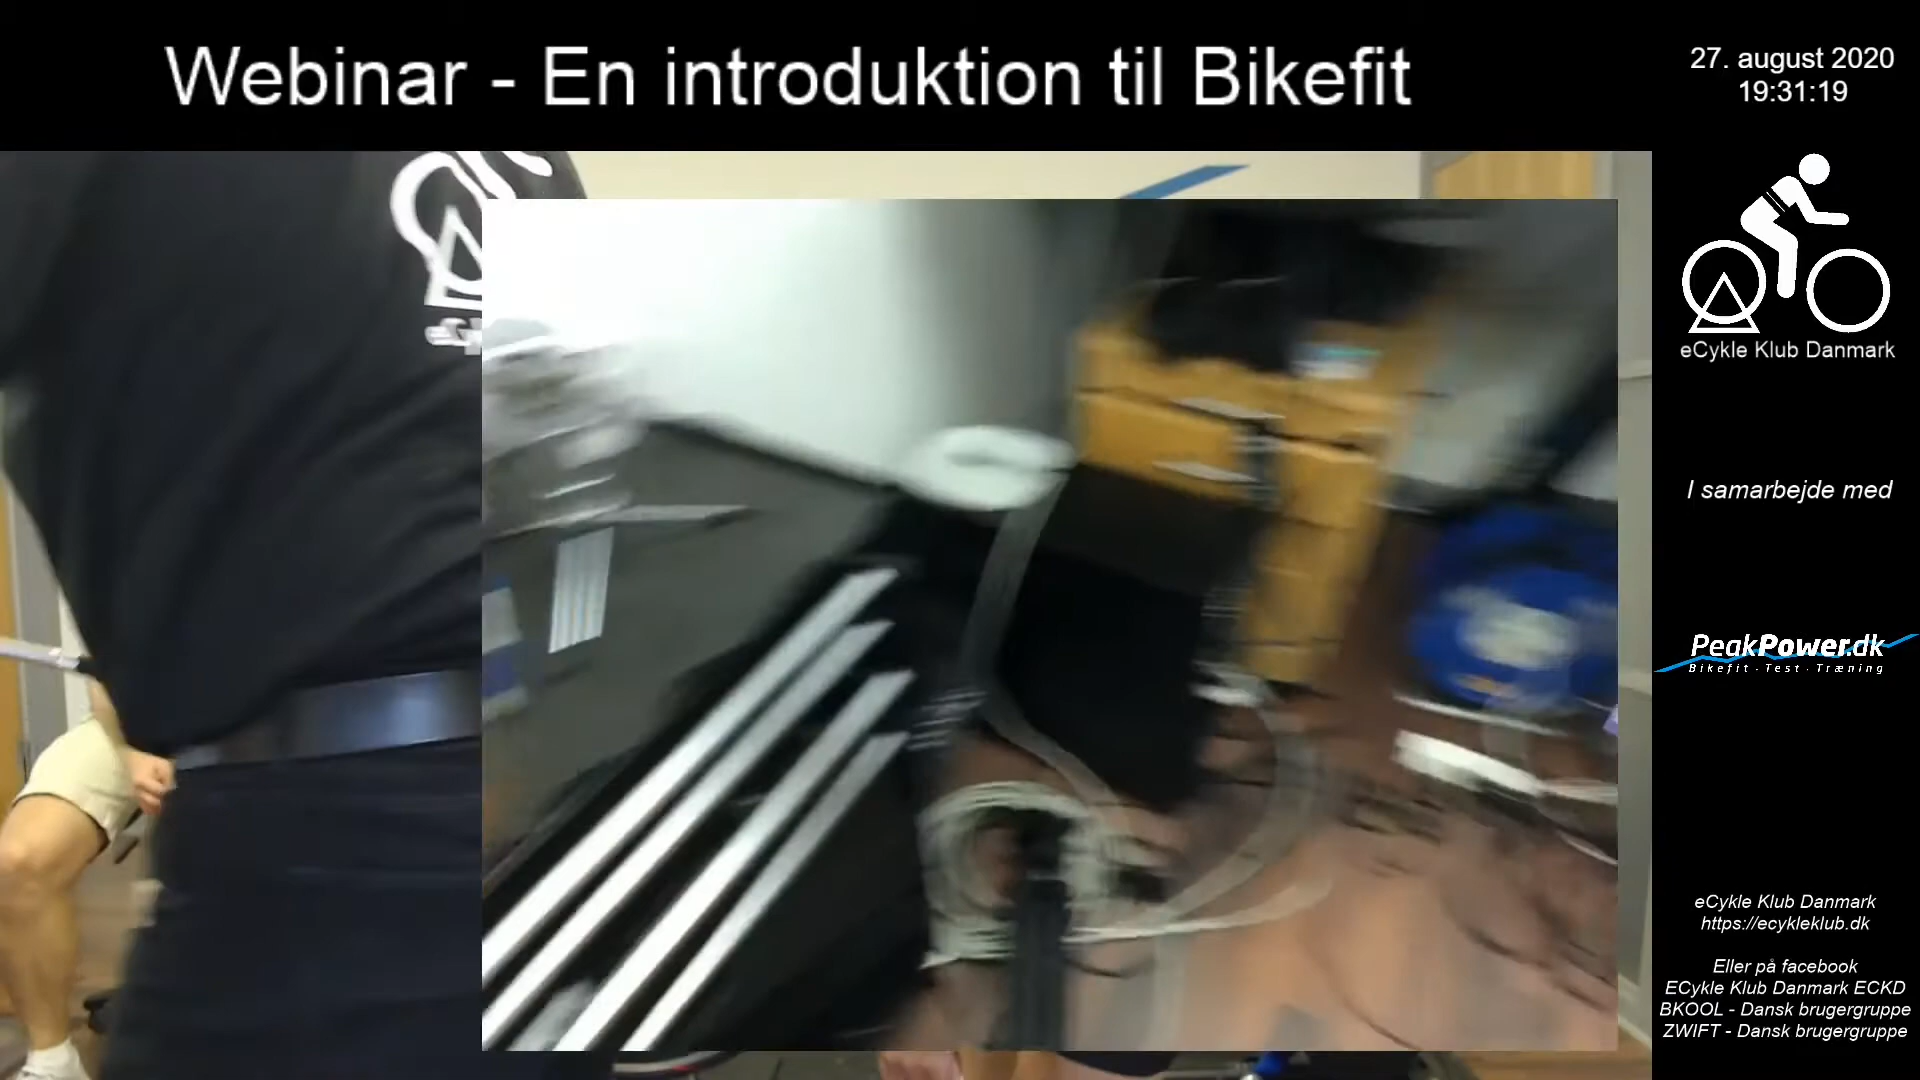 Webinar - En introduktion til Bikefit
27. august 2020
19:31:19
eCykle Klub Danmark
I samarbejde med
PeakPower.dk
Bikefit · Test · Træning
eCykle Klub Danmark
https://ecykleklub.dk
Eller på facebook
ECykle Klub Danmark ECKD
BKOOL - Dansk brugergruppe
ZWIFT - Dansk brugergruppe